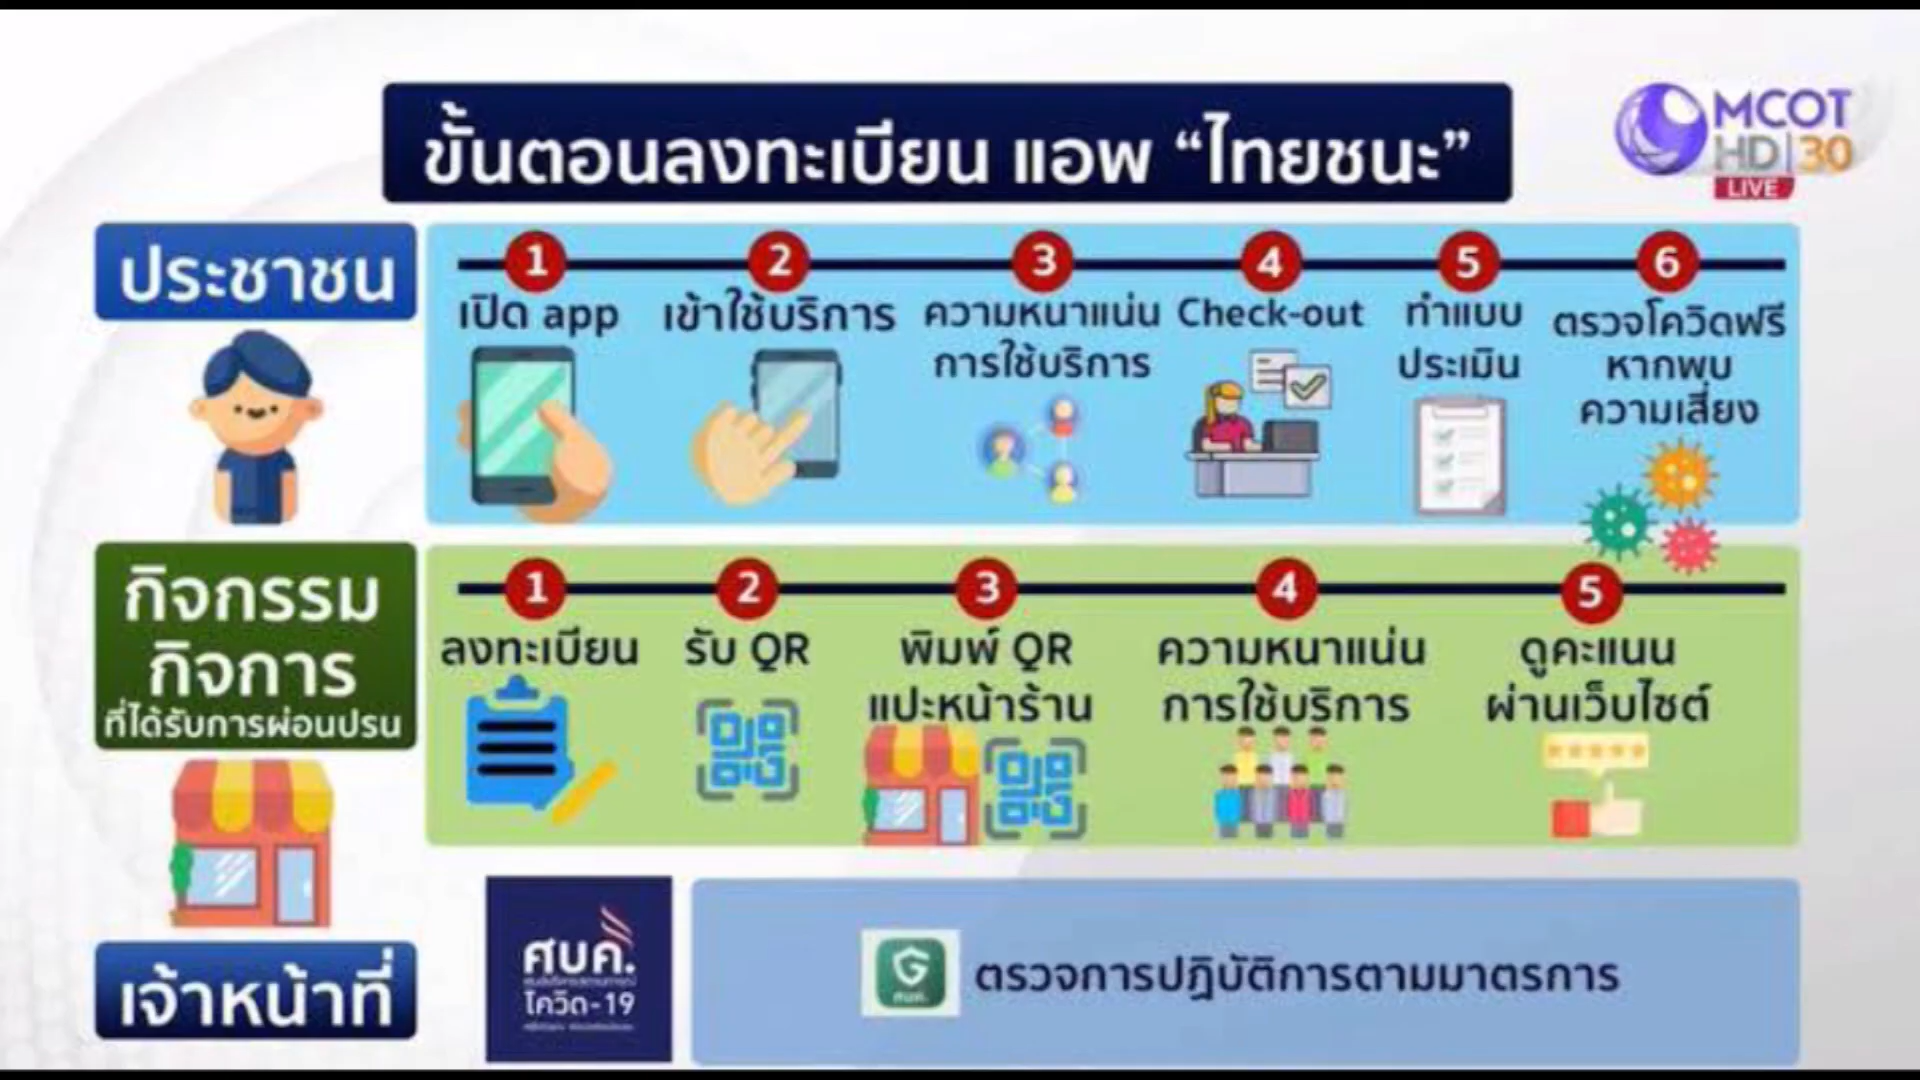 ขั้นตอนลงทะเบียน แอพ “ไทยชนะ”
MCOT
HD|30
LIVE
ประชาชน
1
เปิด app
2
เข้าใช้บริการ
3
ความหนาแน่น
การใช้บริการ
4
Check-out
5
ทำแบบ
ประเมิน
6
ตรวจโควิดฟรี
หากพบ
ความเสี่ยง
กิจกรรม
กิจการ
ที่ได้รับการผ่อนปรน
1
ลงทะเบียน
2
รับ QR
3
พิมพ์ QR
แปะหน้าร้าน
4
ความหนาแน่น
การใช้บริการ
5
ดูคะแนน
ผ่านเว็บไซต์
เจ้าหน้าที่
ศบค.
โควิด-19
ตรวจการปฏิบัติการตามมาตรการ